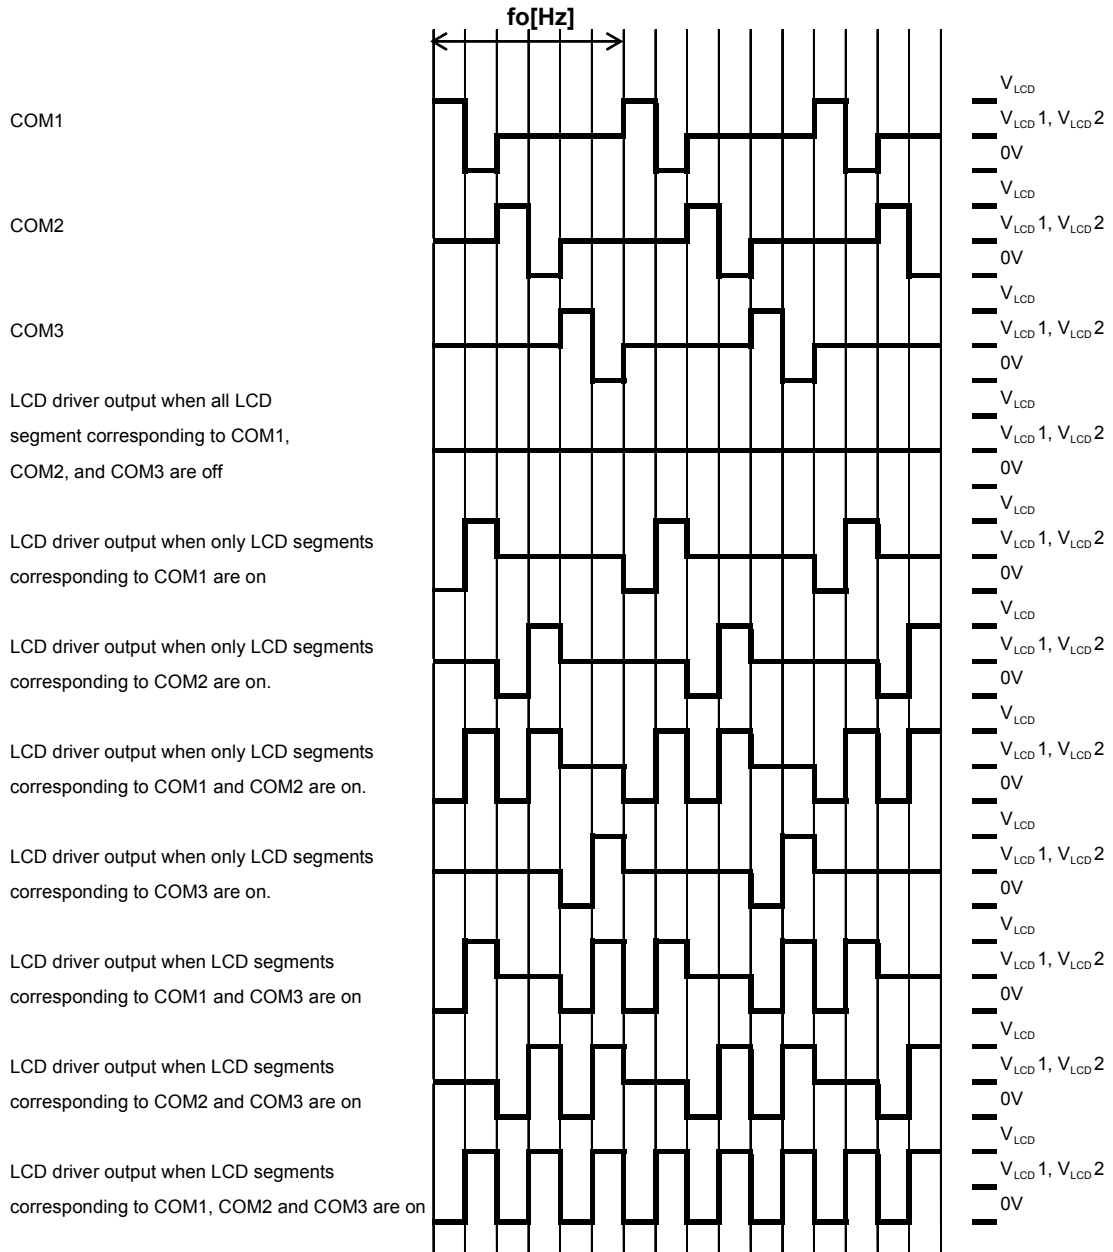 fo[Hz]
VLCD
COM1
VLCD1, VLCD2
0V
VLCD
COM2
VLCD1, VLCD2
0V
VLCD
COM3
VLCD1, VLCD2
0V
LCD driver output when all LCD
segment corresponding to COM1,
COM2, and COM3 are off
VLCD
VLCD1, VLCD2
0V
VLCD
LCD driver output when only LCD segments
corresponding to COM1 are on
VLCD1, VLCD2
0V
VLCD
LCD driver output when only LCD segments
corresponding to COM2 are on.
VLCD1, VLCD2
0V
VLCD
LCD driver output when only LCD segments
corresponding to COM1 and COM2 are on.
VLCD1, VLCD2
0V
VLCD
LCD driver output when only LCD segments
corresponding to COM3 are on.
VLCD1, VLCD2
0V
VLCD
LCD driver output when LCD segments
corresponding to COM1 and COM3 are on
VLCD1, VLCD2
0V
VLCD
LCD driver output when LCD segments
corresponding to COM2 and COM3 are on
VLCD1, VLCD2
0V
VLCD
LCD driver output when LCD segments
corresponding to COM1, COM2 and COM3 are on
VLCD1, VLCD2
0V